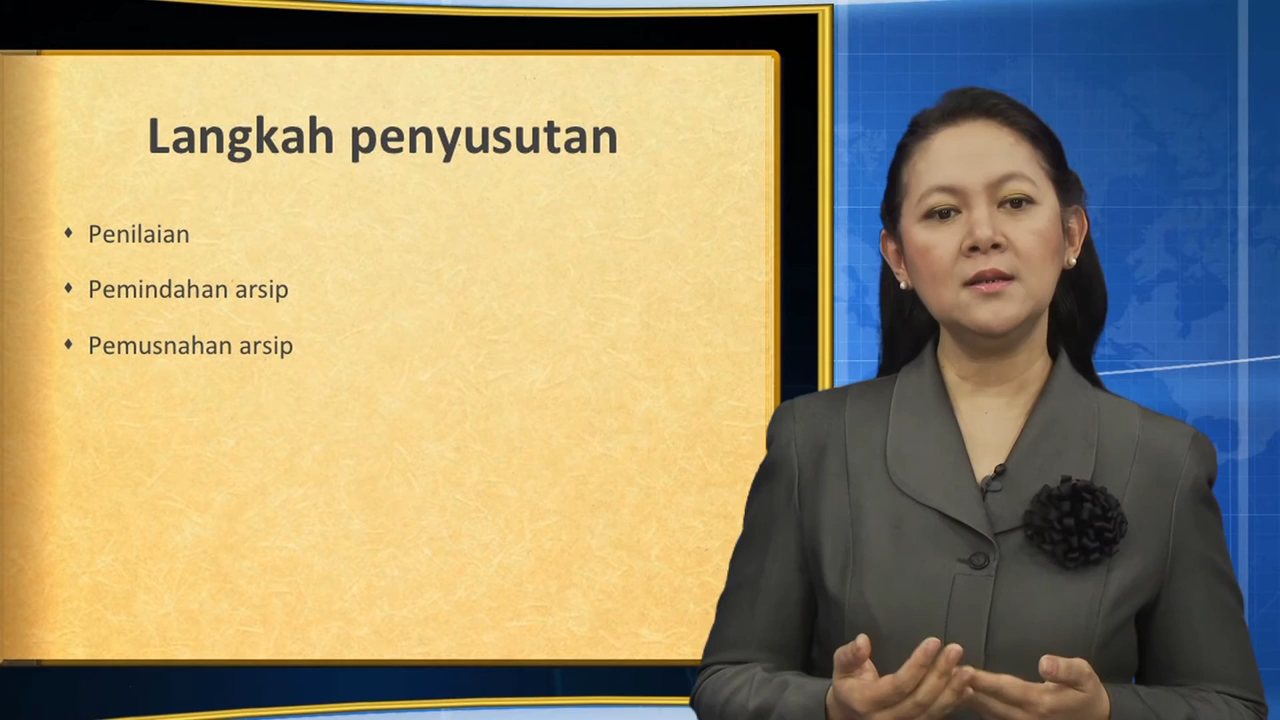 Langkah penyusutan
Penilaian
Pemindahan arsip
Pemusnahan arsip